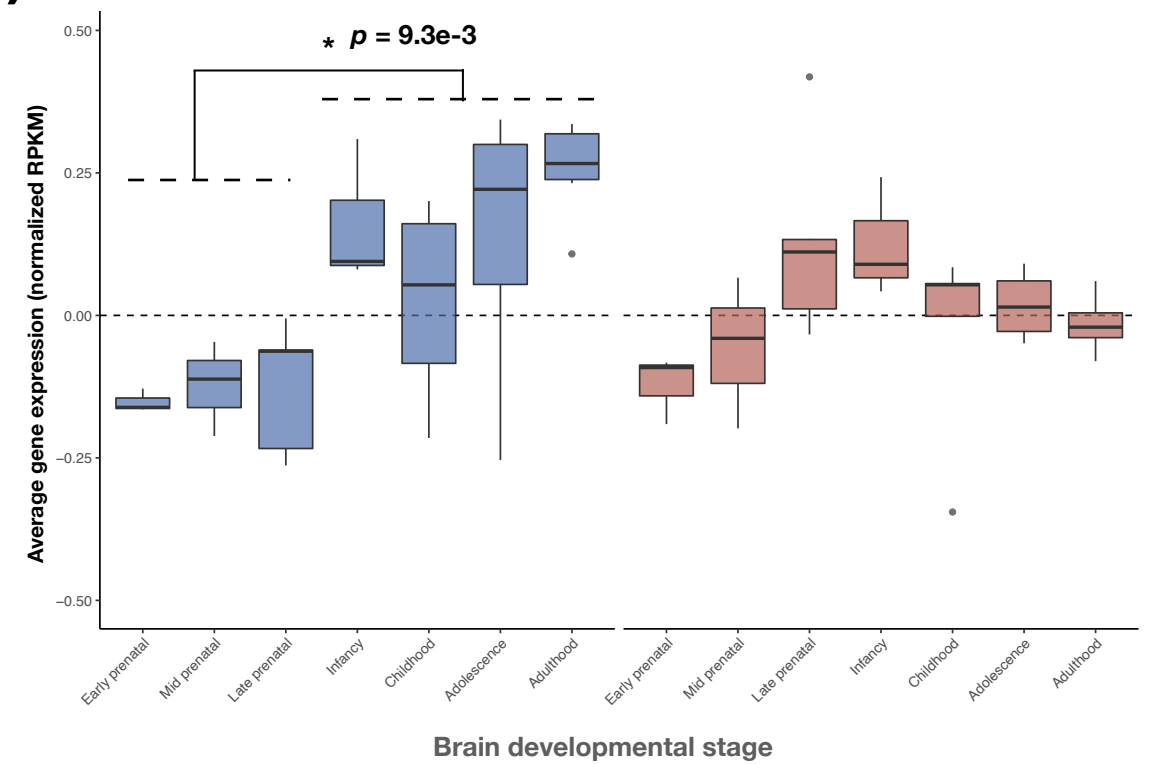 * p = 9.3e-3
Average gene expression (normalized RPKM)
0.50
0.25
0.00
−0.25
−0.50
Early prenatal
Mid prenatal
Late prenatal
Infancy
Childhood
Adolescence
Adulthood
Early prenatal
Mid prenatal
Late prenatal
Infancy
Childhood
Adolescence
Adulthood
Brain developmental stage